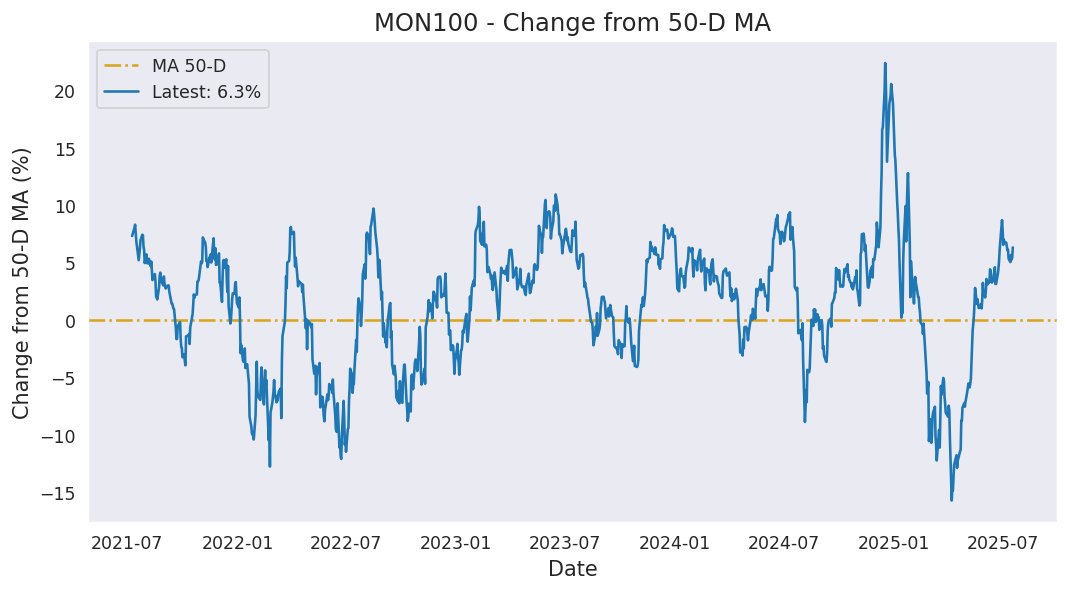 MON100 - Change from 50-D MA
MA 50-D
Latest: 6.3%
Change from 50-D MA (%)
20
15
10
5
0
−5
−10
−15
2021-07 2022-01 2022-07 2023-01 2023-07 2024-01 2024-07 2025-01 2025-07
Date